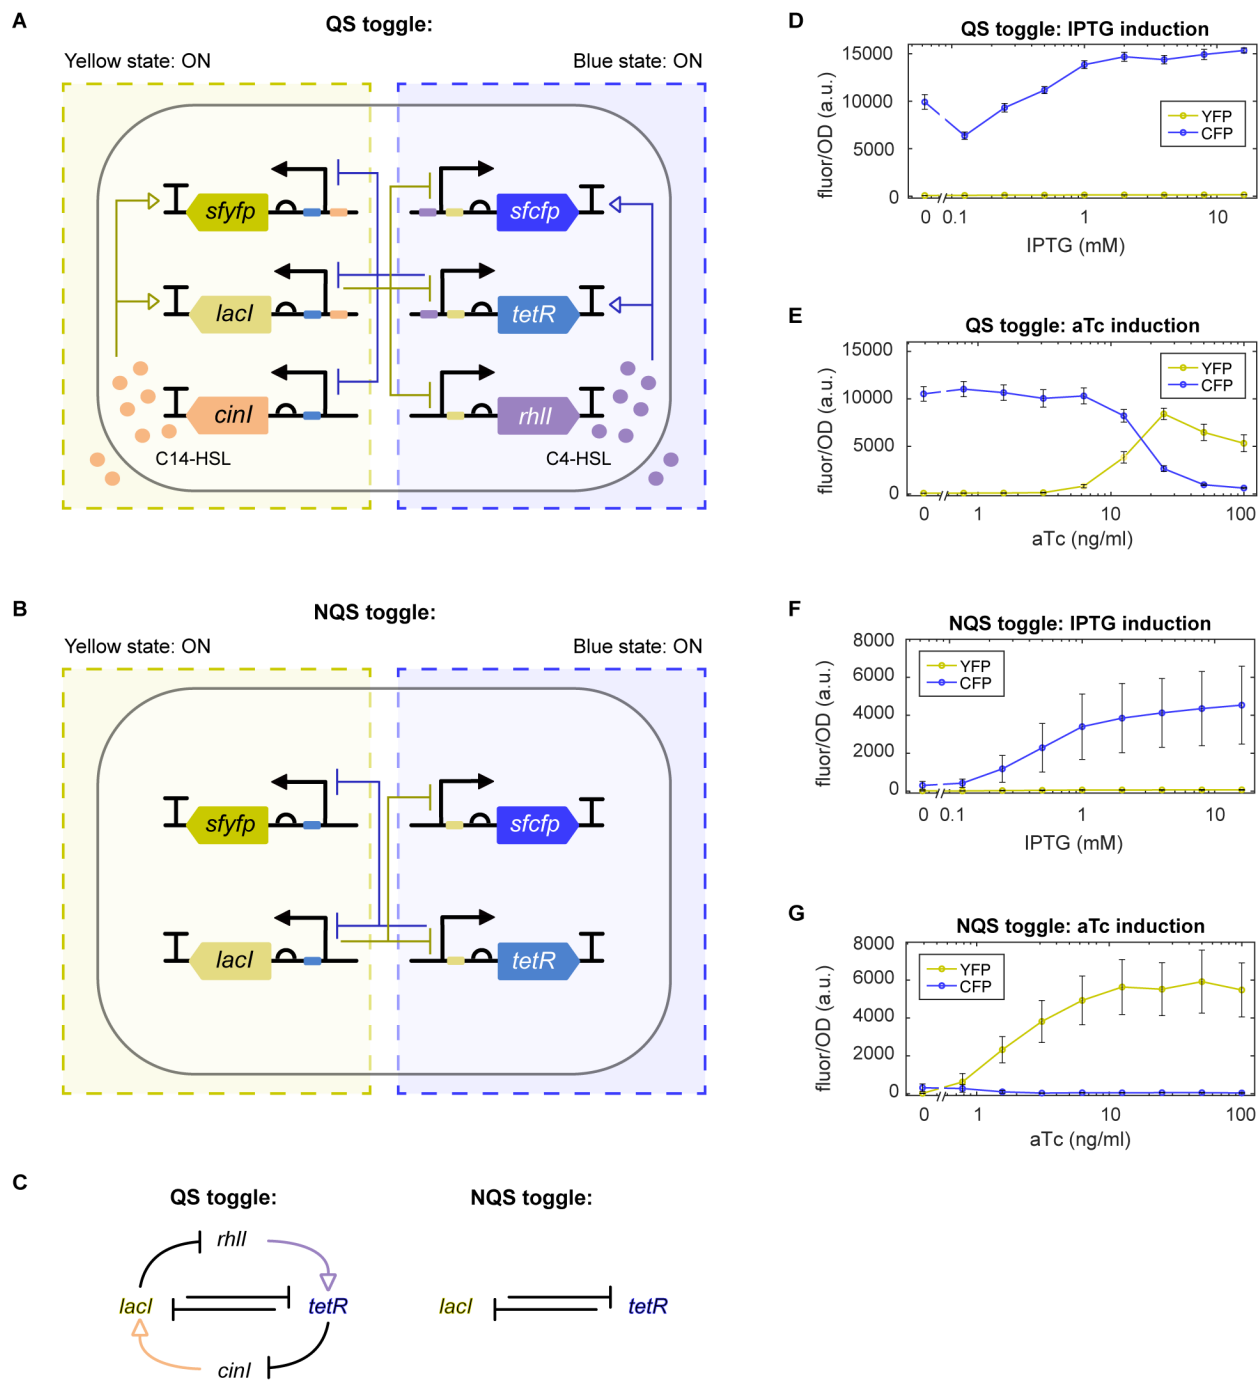 A
QS toggle:
Yellow state: ON
Blue state: ON
sfyfp
sfcfp
lacI
tetR
cinI
rhlI
C14-HSL
C4-HSL
B
NQS toggle:
Yellow state: ON
Blue state: ON
sfyfp
sfcfp
lacI
tetR
C
QS toggle:
NQS toggle:
rhlI
lacI
tetR
cinI
lacI
tetR
D
QS toggle: IPTG induction
fluor/OD (a.u.)
15000
10000
5000
0
YFP
CFP
0 0.1 1 10
IPTG (mM)
E
QS toggle: aTc induction
fluor/OD (a.u.)
15000
10000
5000
0
YFP
CFP
0 1 10 100
aTc (ng/ml)
F
NQS toggle: IPTG induction
fluor/OD (a.u.)
8000
6000
4000
2000
0
YFP
CFP
0 0.1 1 10
IPTG (mM)
G
NQS toggle: aTc induction
fluor/OD (a.u.)
8000
6000
4000
2000
0
YFP
CFP
0 1 10 100
aTc (ng/ml)